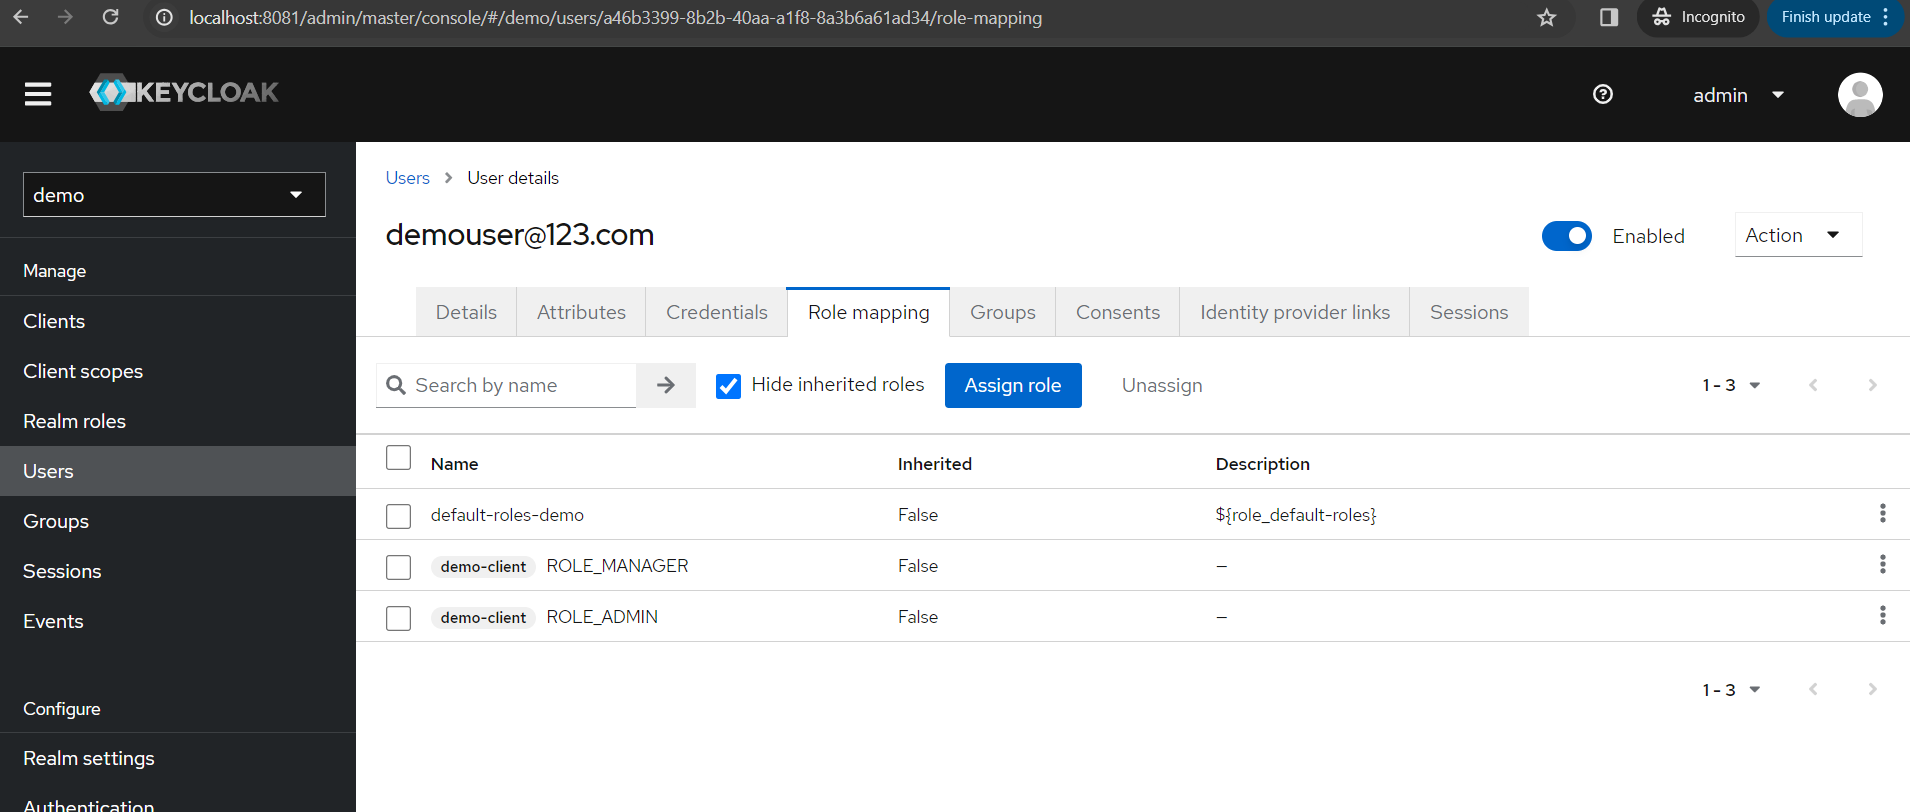 localhost:8081/admin/master/console/#/demo/users/a46b3399-8b2b-40aa-a1f8-8a3b6a61ad34/role-mapping
Incognito
Finish update
KEYCLOAK
admin
demo
Manage
Clients
Client scopes
Realm roles
Users
Groups
Sessions
Events
Configure
Realm settings
Authentication
Users > User details
demouser@123.com
Enabled
Action
Details Attributes Credentials Role mapping Groups Consents Identity provider links Sessions
Search by name Hide inherited roles Assign role Unassign 1 - 3
Name Inherited Description
default-roles-demo False ${role_default-roles}
demo-client ROLE_MANAGER False –
demo-client ROLE_ADMIN False –
1 - 3